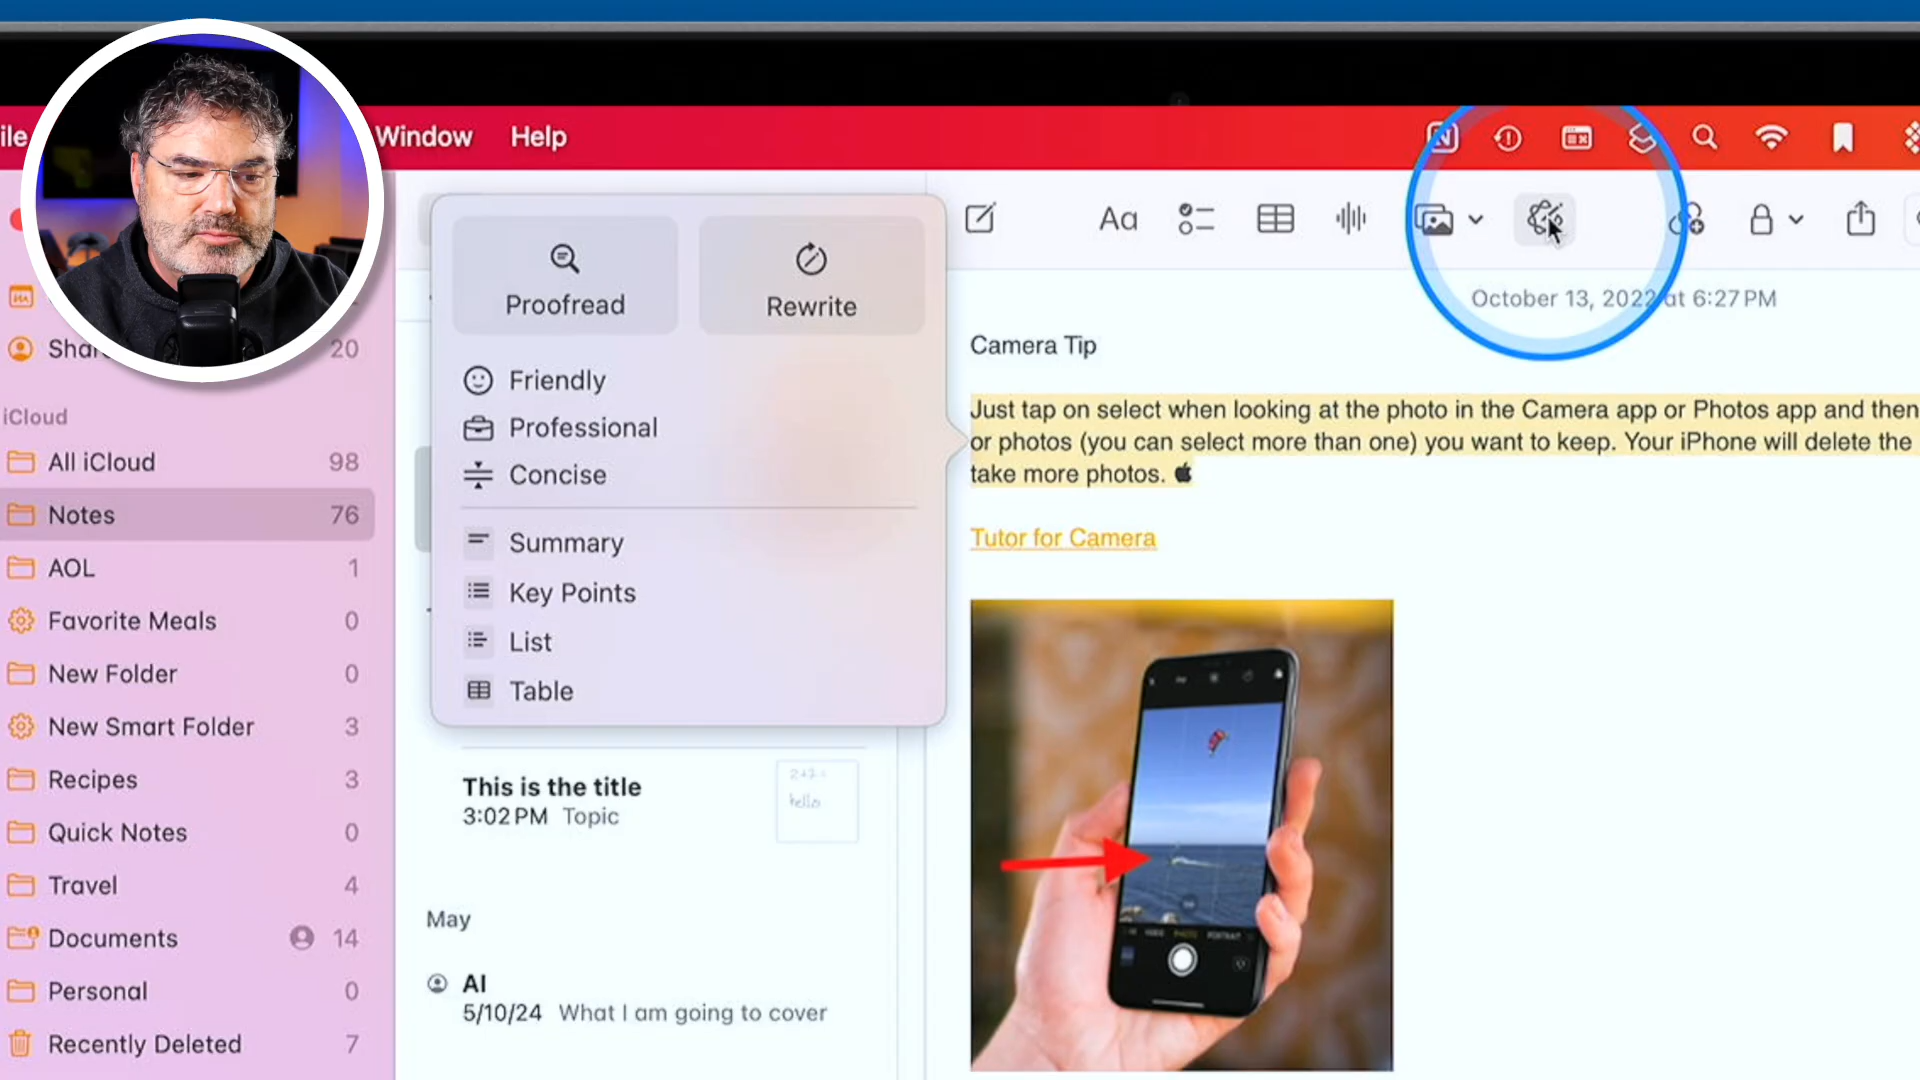 ile
Window
Help
Proofread
Rewrite
Friendly
Professional
Concise
Summary
Key Points
List
Table
20
iCloud
All iCloud 98
Notes 76
AOL 1
Favorite Meals 0
New Folder 0
New Smart Folder 3
Recipes 3
Quick Notes 0
Travel 4
Documents 14
Personal 0
Recently Deleted 7
This is the title
3:02 PM Topic
hello
May
AI
5/10/24 What I am going to cover
Aa
October 13, 2022 at 6:27 PM
Camera Tip
Just tap on select when looking at the photo in the Camera app or Photos app and then
or photos (you can select more than one) you want to keep. Your iPhone will delete the
take more photos.
Tutor for Camera
VIDEO PHOTO PORTRAIT